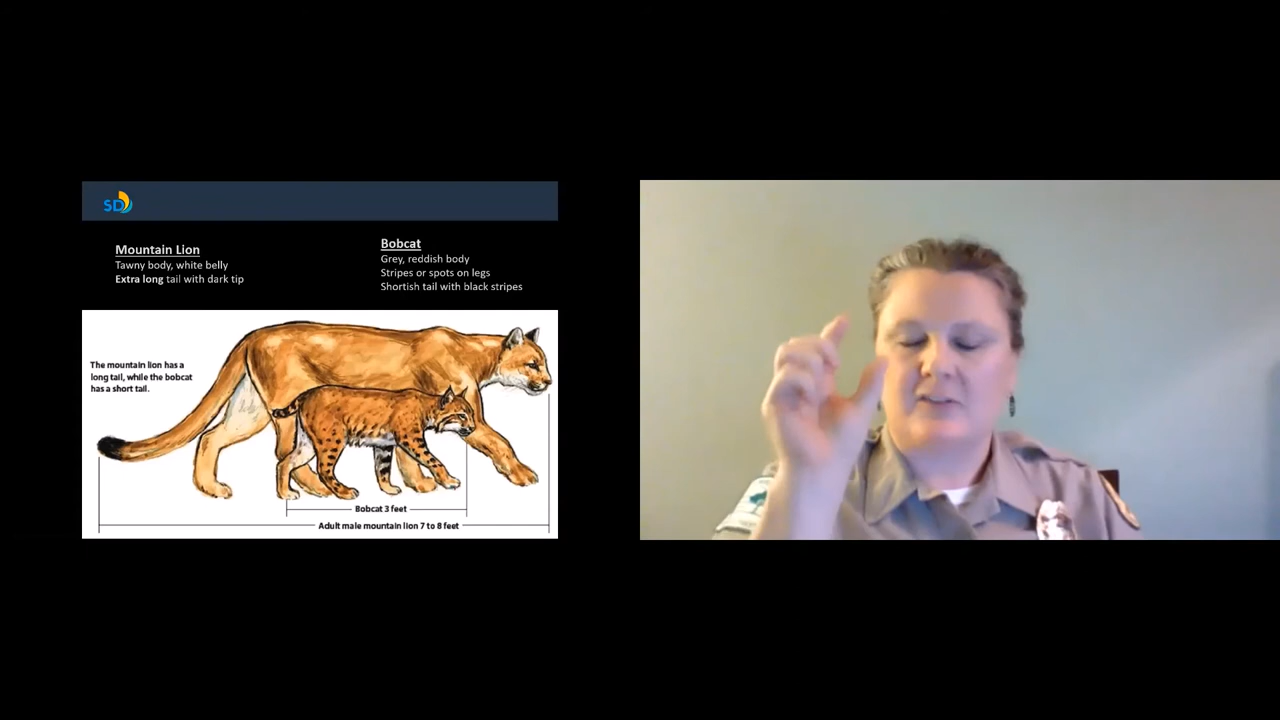 SD
Mountain Lion
Tawny body, white belly
Extra long tail with dark tip
Bobcat
Grey, reddish body
Stripes or spots on legs
Shortish tail with black stripes
The mountain lion has a
long tail, while the bobcat
has a short tail.
Bobcat 3 feet
Adult male mountain lion 7 to 8 feet